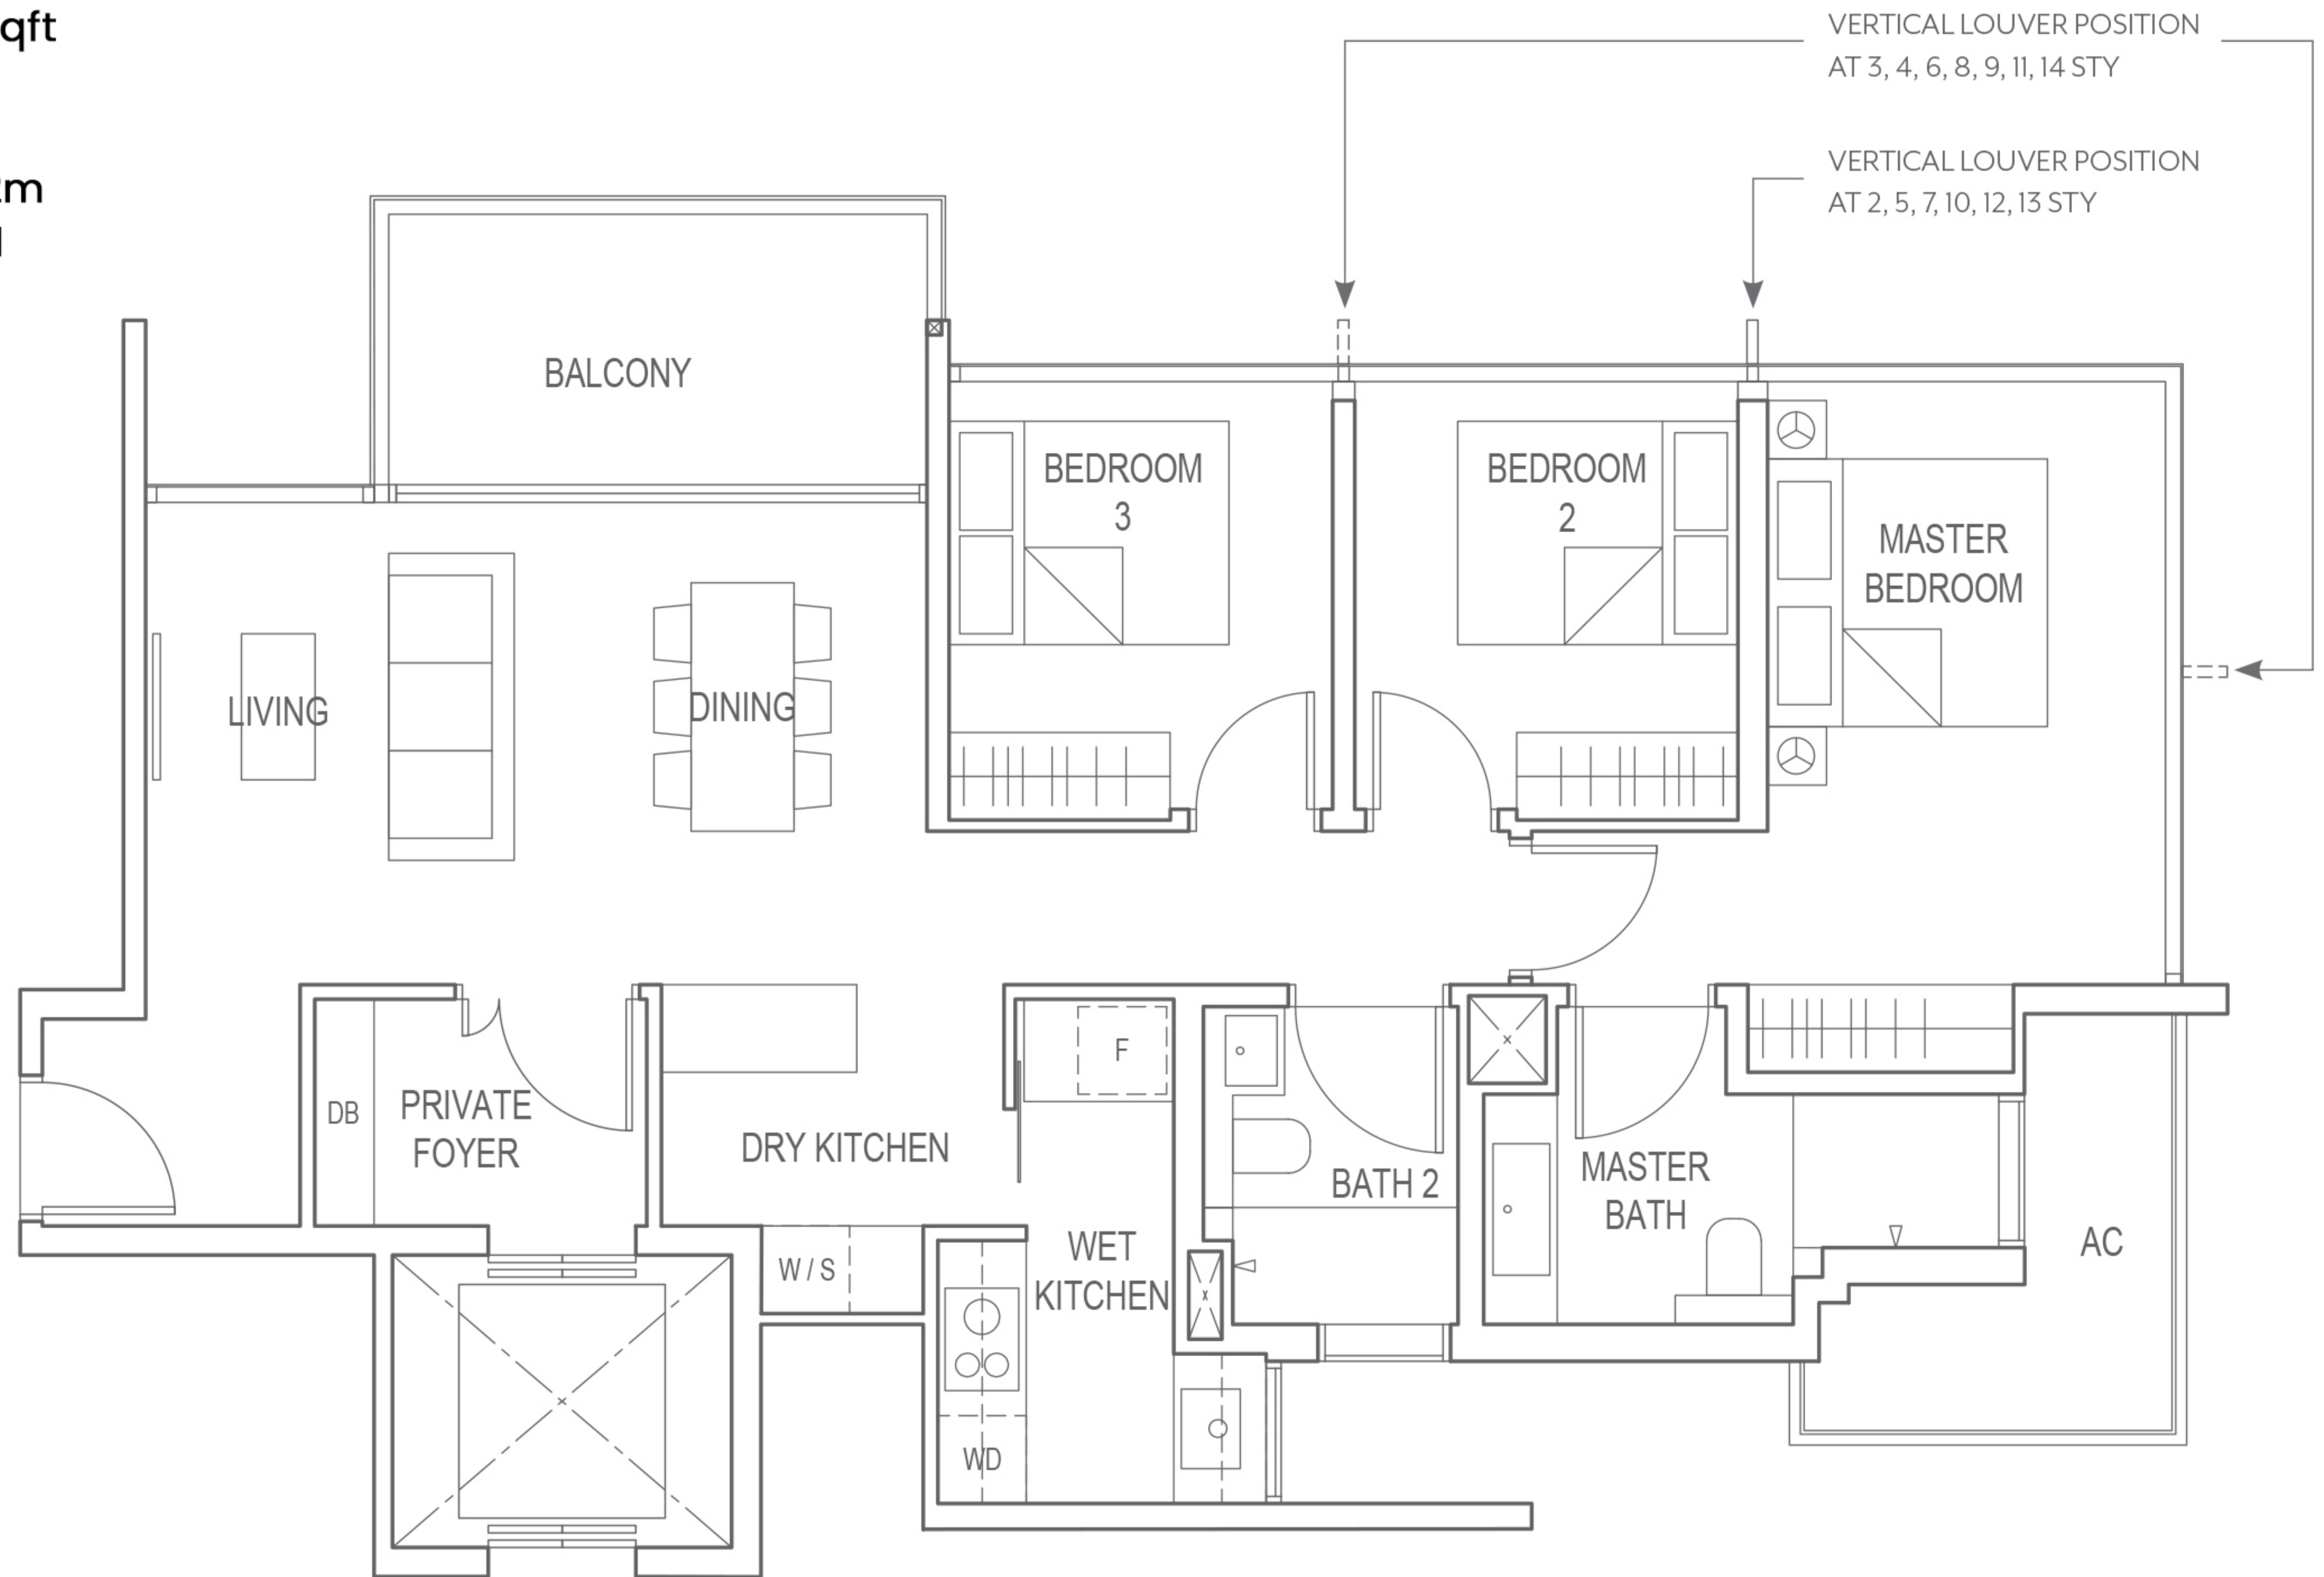 qft
VERTICAL LOUVER POSITION
AT 3, 4, 6, 8, 9, 11, 14 STY
VERTICAL LOUVER POSITION
AT 2, 5, 7, 10, 12, 13 STY
BALCONY
BEDROOM
3
BEDROOM
2
MASTER
BEDROOM
LIVING
DINING
F
DB
PRIVATE
FOYER
DRY KITCHEN
BATH 2
MASTER
BATH
W / S
WET
KITCHEN
AC
WD